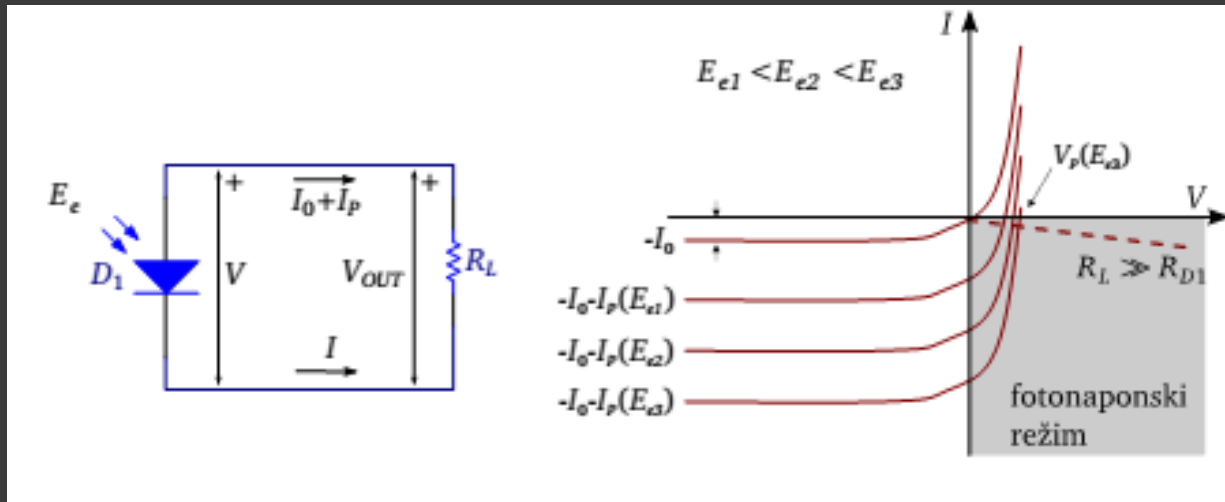 E_e
D_1
+
V
I_0+I_P
I
+
V_OUT
R_L
E_e1 <E_e2 <E_e3
I
V_P(E_e3)
V
-I_0
R_L ≫ R_D1
-I_0-I_P(E_e1)
-I_0-I_P(E_e2)
-I_0-I_P(E_e3)
fotonaponski
režim